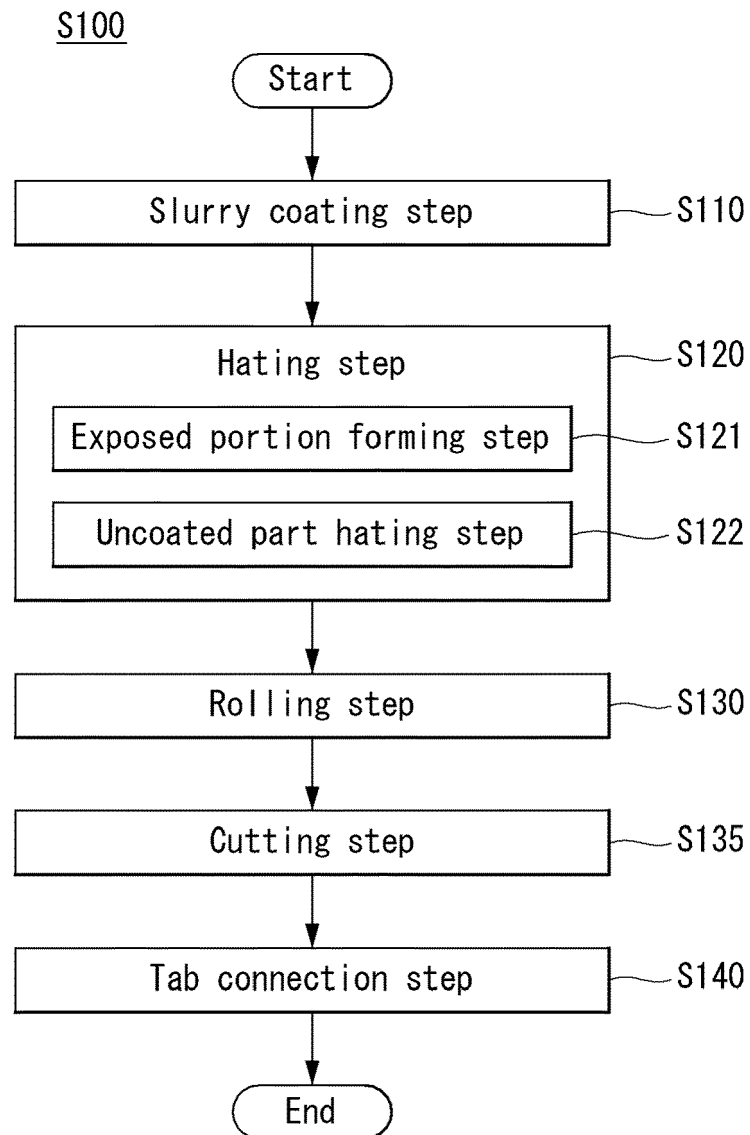 S100
Start
Slurry coating step
S110
Hating step
S120
Exposed portion forming step
S121
Uncoated part hating step
S122
Rolling step
S130
Cutting step
S135
Tab connection step
S140
End